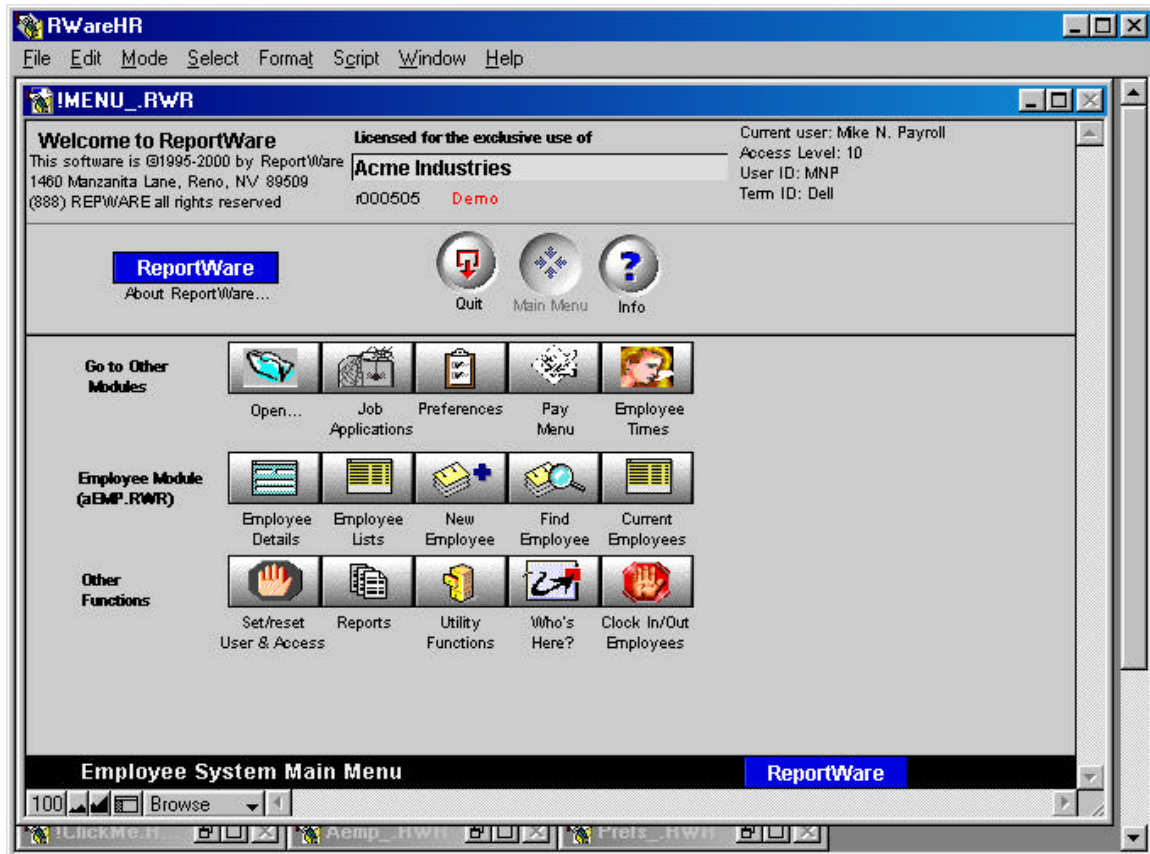 RWareHR
File Edit Mode Select Format Script Window Help
!MENU_.RWR
Welcome to ReportWare
This software is ©1995-2000 by ReportWare
1460 Manzanita Lane, Reno, NV 89509
(888) REPWARE all rights reserved
Licensed for the exclusive use of
Acme Industries
r000505 Demo
Current user: Mike N. Payroll
Access Level: 10
User ID: MNP
Term ID: Dell
ReportWare
About ReportWare...
Quit Main Menu Info
Go to Other
Modules
Open... Job Preferences Pay Employee
Applications Menu Times
Employee Module
(aEMP.RWR)
Employee Employee New Find Current
Details Lists Employee Employee Employees
Other
Functions
Set/reset Reports Utility Who's Clock In/Out
User & Access Functions Here? Employees
Employee System Main Menu ReportWare
100 Browse
!ClickMe.R... Aemp_.RWR Prefs_.RWR